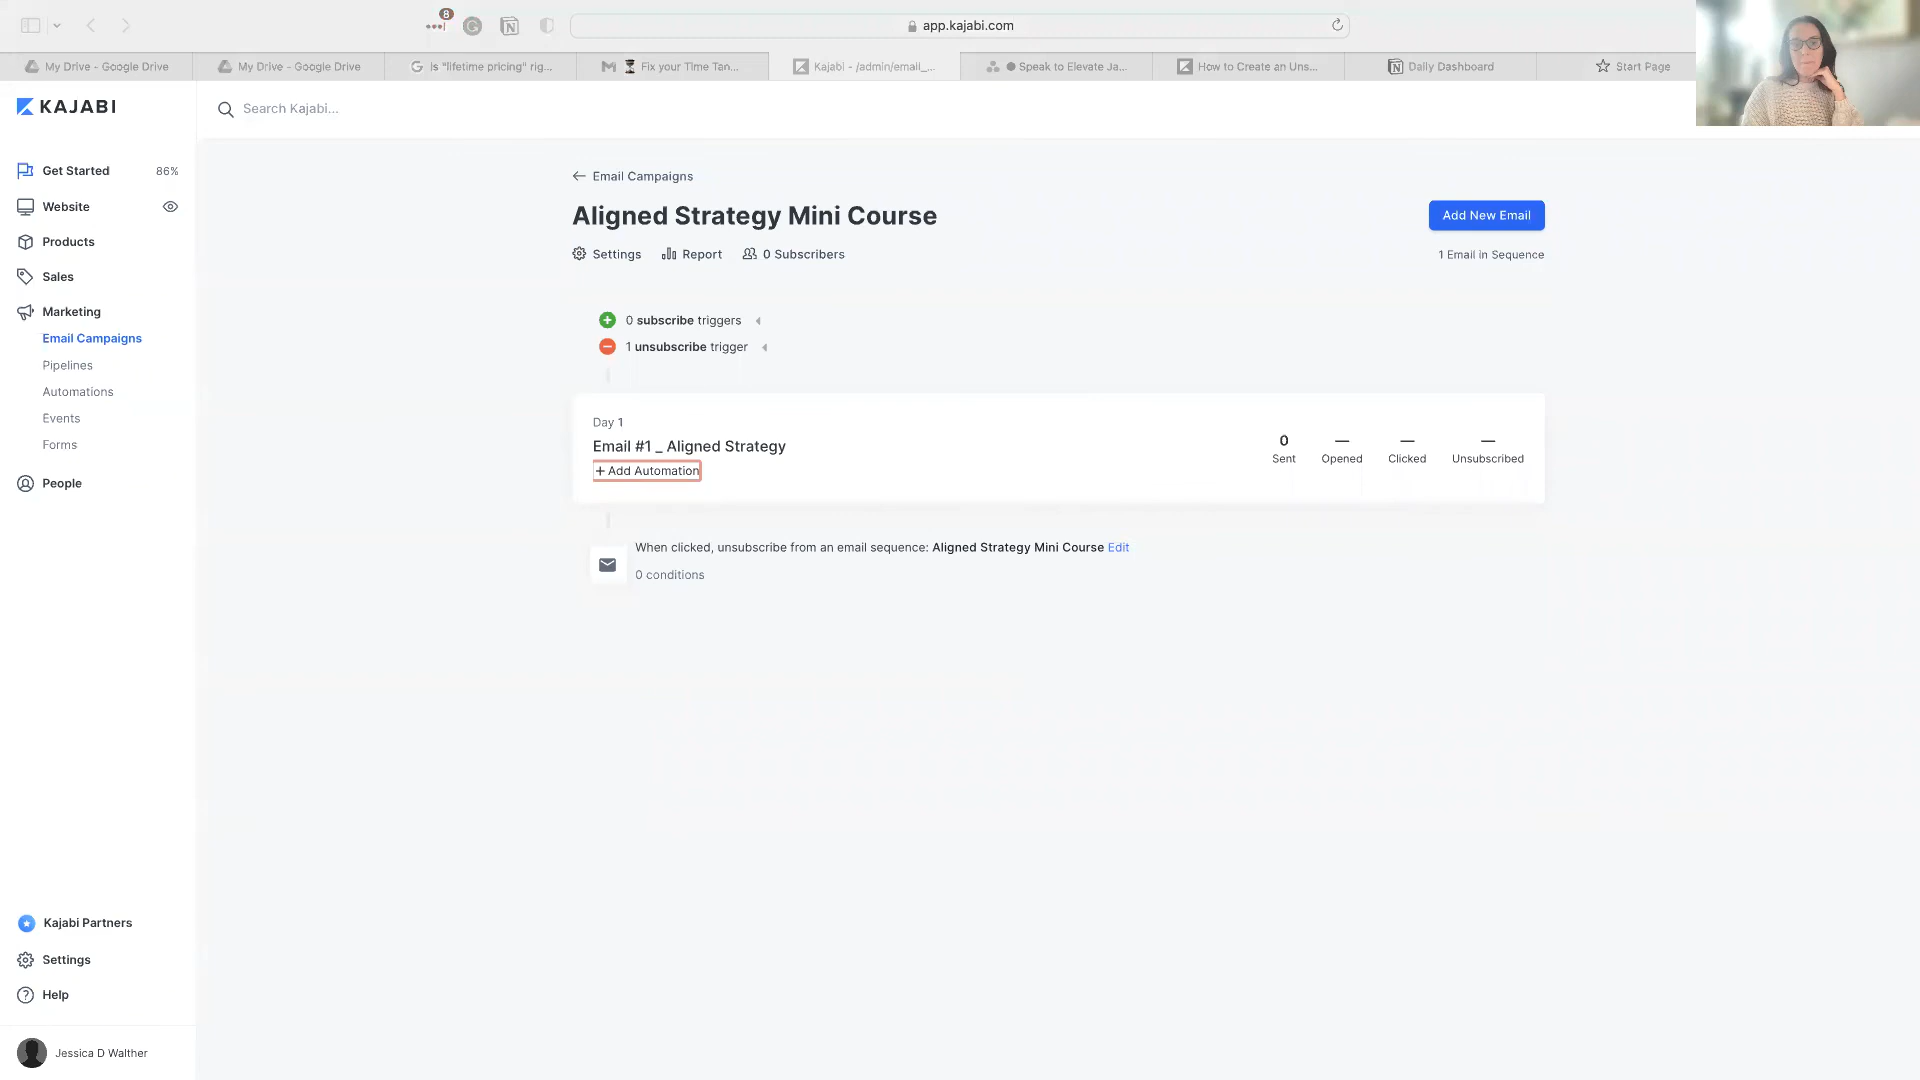 8
app.kajabi.com
My Drive - Google Drive
My Drive - Google Drive
Is "lifetime pricing" rig...
Fix your Time Tan...
Kajabi - /admin/email_...
Speak to Elevate Ja...
How to Create an Uns...
Daily Dashboard
Start Page
KAJABI
Search Kajabi...
Get Started 86%
Website
Products
Sales
Marketing
Email Campaigns
Pipelines
Automations
Events
Forms
People
Kajabi Partners
Settings
Help
Jessica D Walther
Email Campaigns
Aligned Strategy Mini Course
Add New Email
Settings Report 0 Subscribers
1 Email in Sequence
0 subscribe triggers
1 unsubscribe trigger
Day 1
Email #1 _ Aligned Strategy
+ Add Automation
0 — — —
Sent Opened Clicked Unsubscribed
When clicked, unsubscribe from an email sequence: Aligned Strategy Mini Course Edit
0 conditions